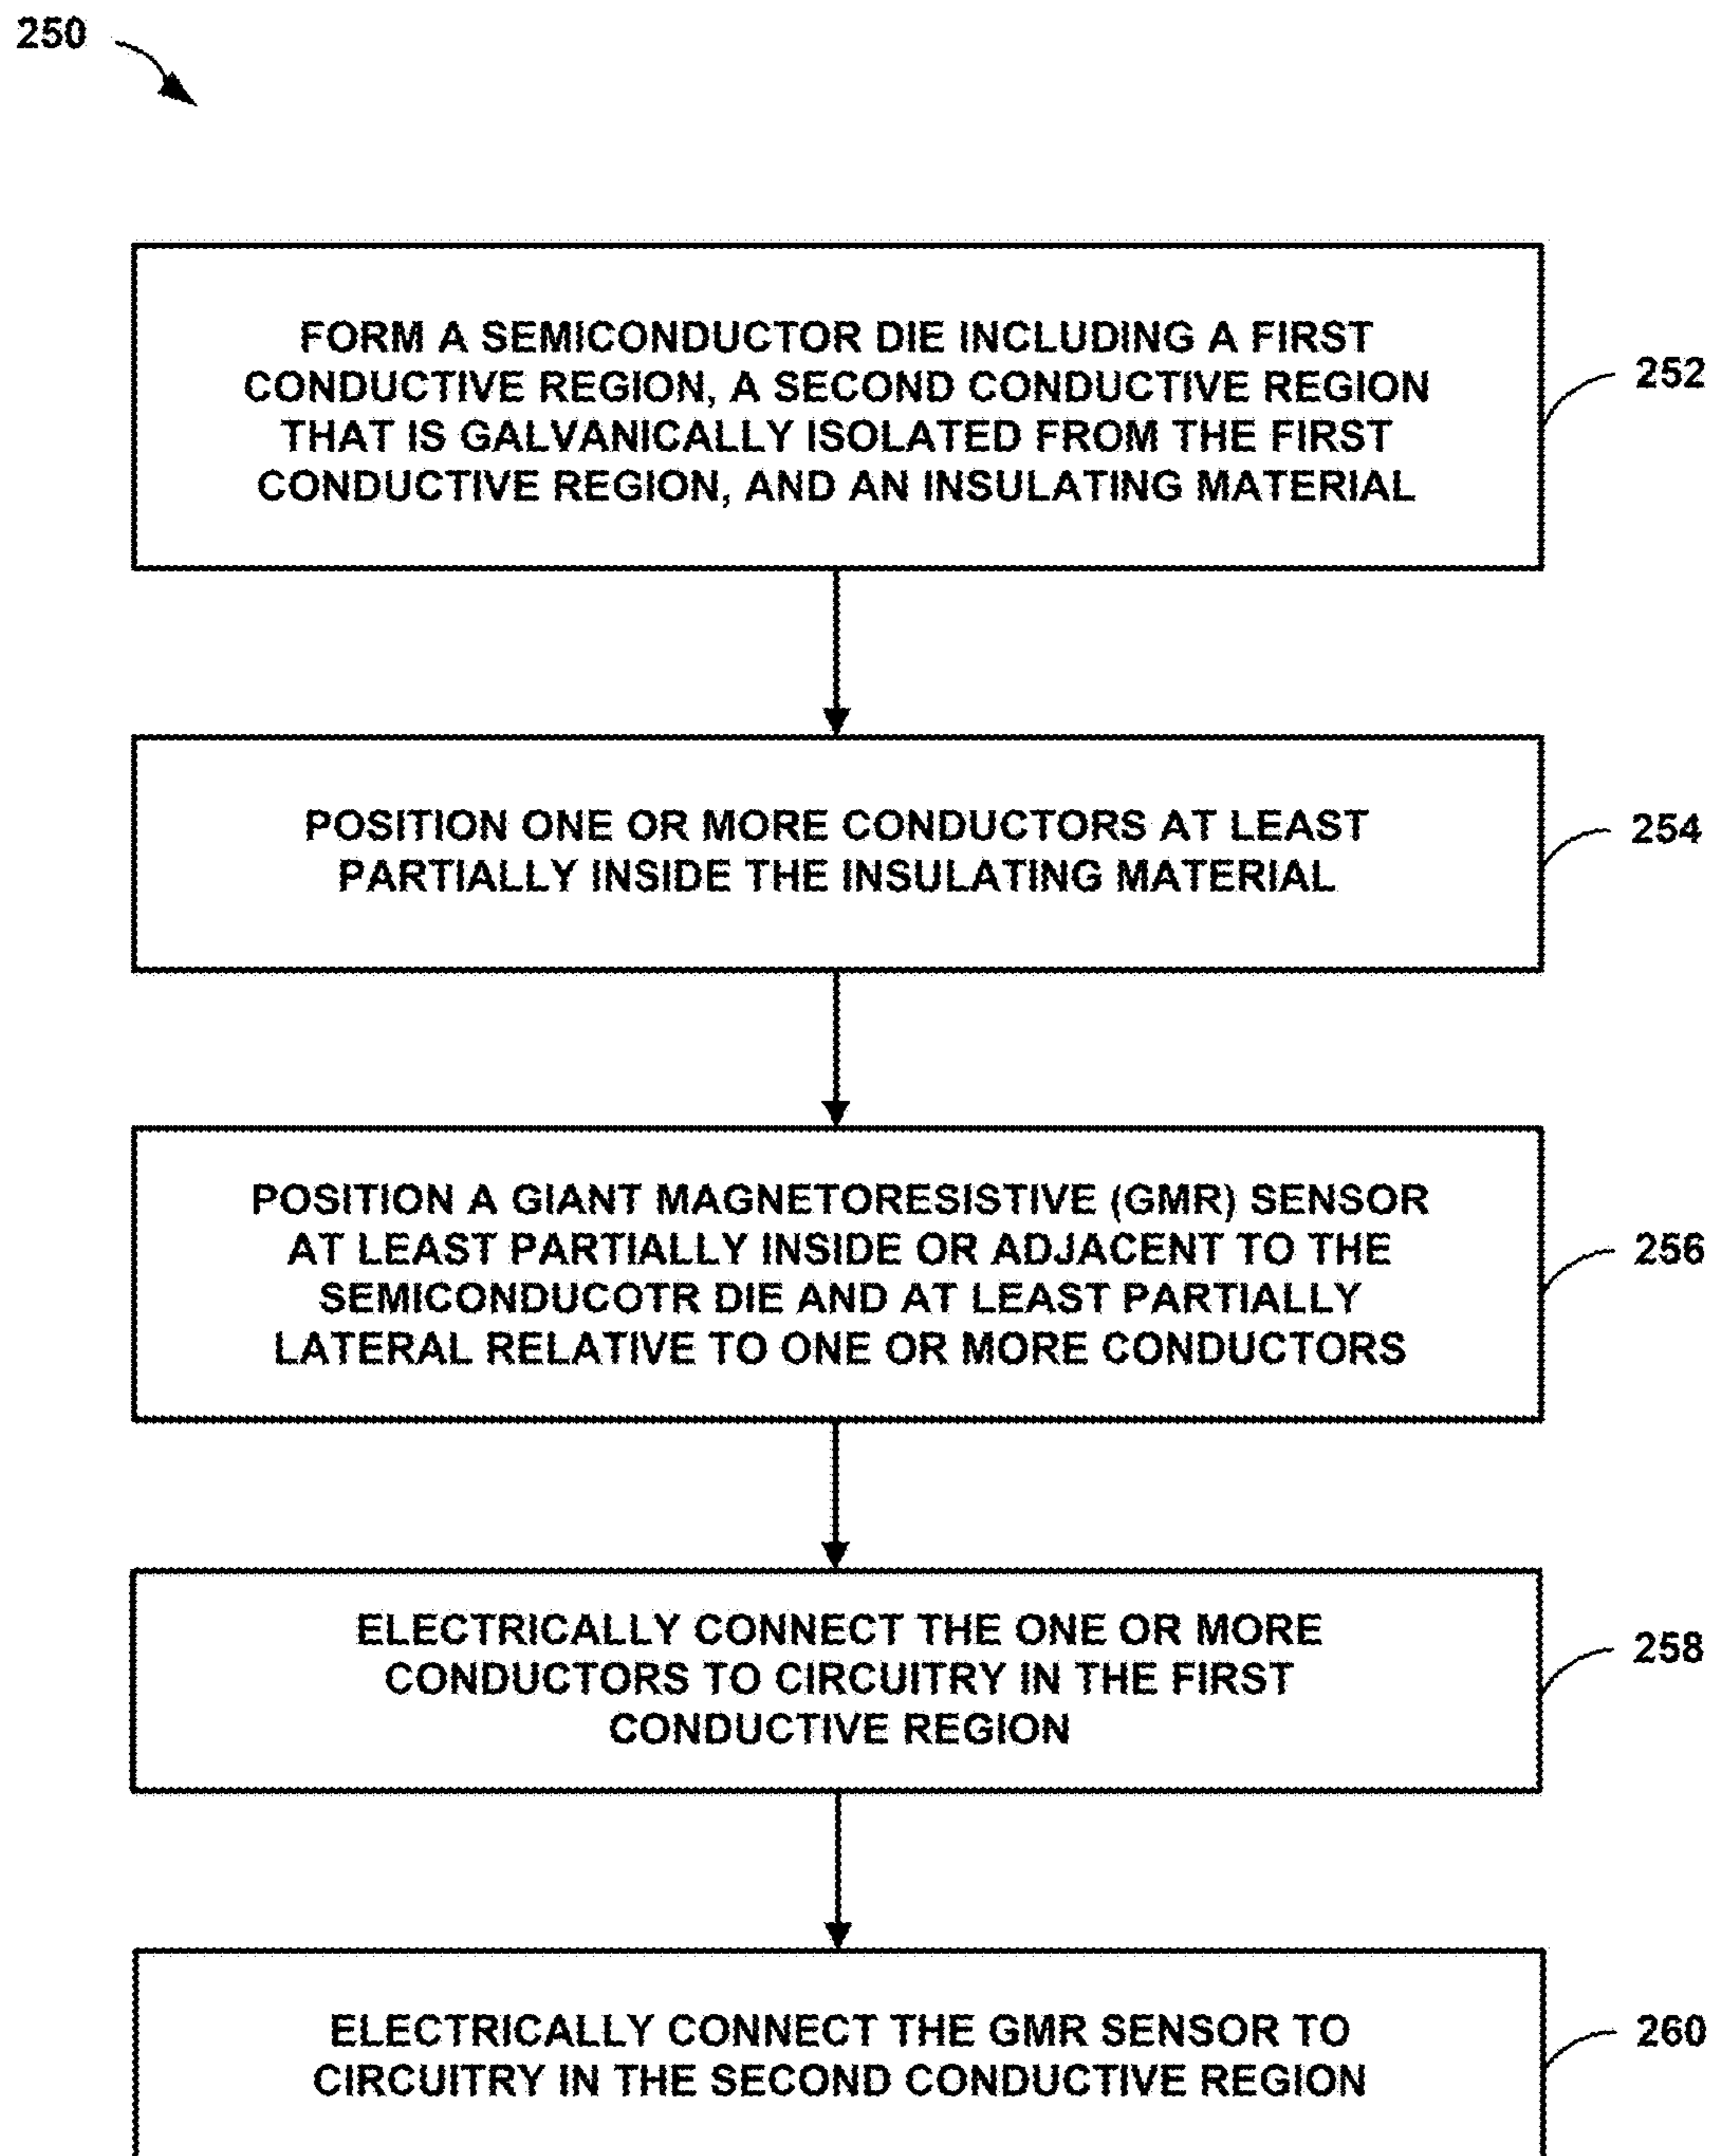 250
FORM A SEMICONDUCTOR DIE INCLUDING A FIRST
CONDUCTIVE REGION, A SECOND CONDUCTIVE REGION
THAT IS GALVANICALLY ISOLATED FROM THE FIRST
CONDUCTIVE REGION, AND AN INSULATING MATERIAL
252
POSITION ONE OR MORE CONDUCTORS AT LEAST
PARTIALLY INSIDE THE INSULATING MATERIAL
254
POSITION A GIANT MAGNETORESISTIVE (GMR) SENSOR
AT LEAST PARTIALLY INSIDE OR ADJACENT TO THE
SEMICONDUCOTR DIE AND AT LEAST PARTIALLY
LATERAL RELATIVE TO ONE OR MORE CONDUCTORS
256
ELECTRICALLY CONNECT THE ONE OR MORE
CONDUCTORS TO CIRCUITRY IN THE FIRST
CONDUCTIVE REGION
258
ELECTRICALLY CONNECT THE GMR SENSOR TO
CIRCUITRY IN THE SECOND CONDUCTIVE REGION
260